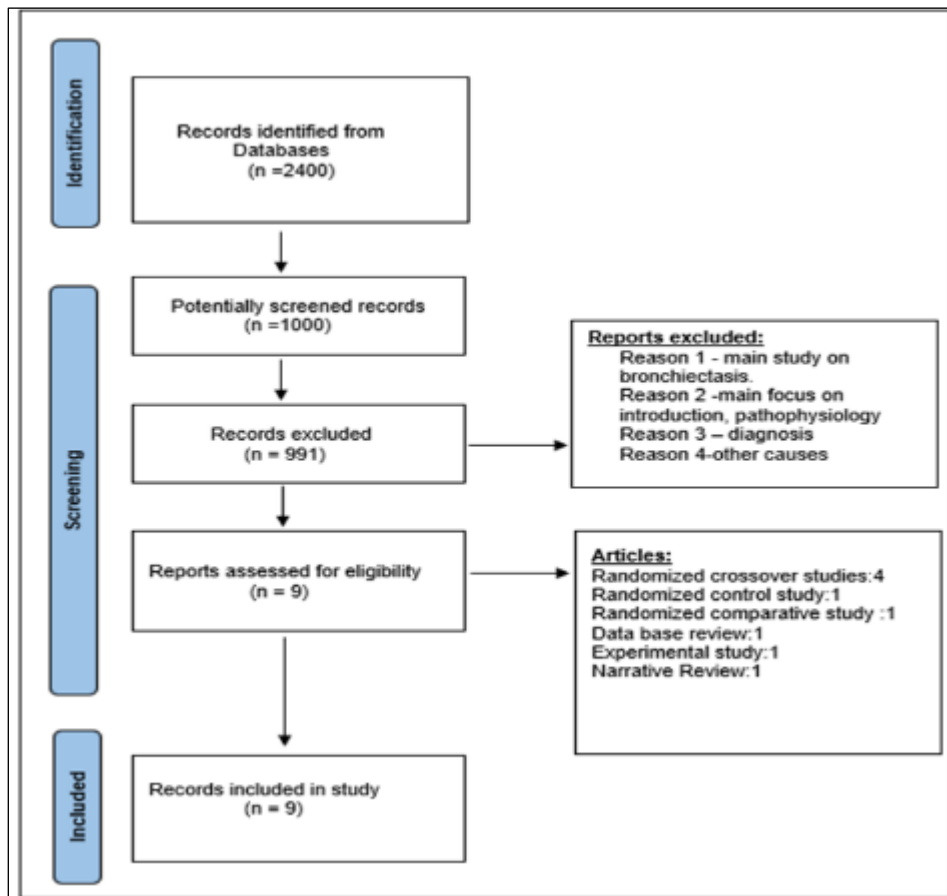 Identification
Records identified from
Databases
(n =2400)
Screening
Potentially screened records
(n =1000)
Records excluded
(n = 991)
Reports excluded:
Reason 1 - main study on
bronchiectasis.
Reason 2 -main focus on
introduction, pathophysiology
Reason 3 – diagnosis
Reason 4-other causes
Reports assessed for eligibility
(n = 9)
Articles:
Randomized crossover studies:4
Randomized control study:1
Randomized comparative study :1
Data base review:1
Experimental study:1
Narrative Review:1
Included
Records included in study
(n = 9)